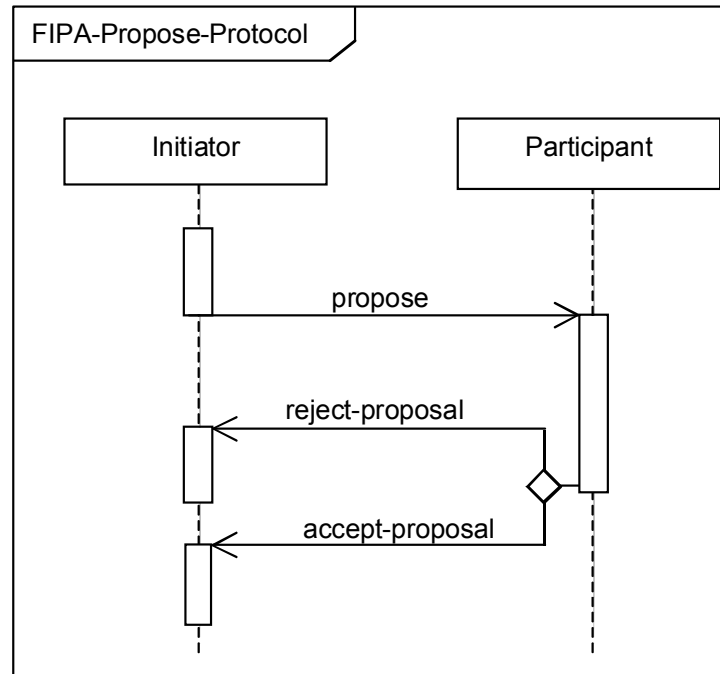 FIPA-Propose-Protocol
Initiator
Participant
propose
reject-proposal
accept-proposal